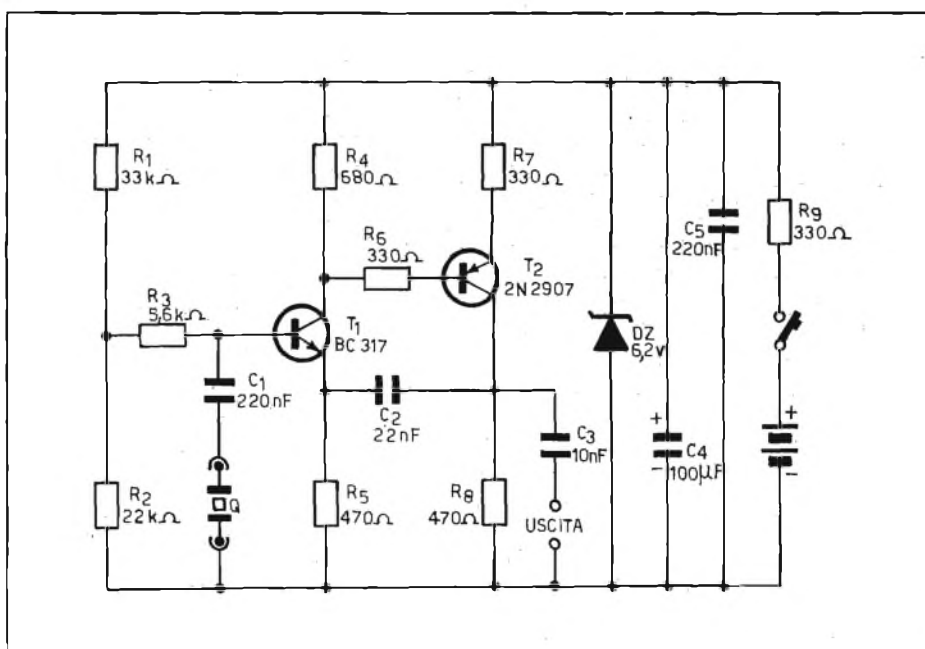 R1
33kΩ
R4
680Ω
R7
330Ω
R6
330Ω
T2
2N2907
R3
5,6kΩ
T1
BC 317
C1
220nF
C2
22nF
C3
10nF
R2
22kΩ
Q
R5
470Ω
R8
470Ω
USCITA
DZ
6,2v
+
C4
-
100μF
C5
220nF
R9
330Ω
+
-